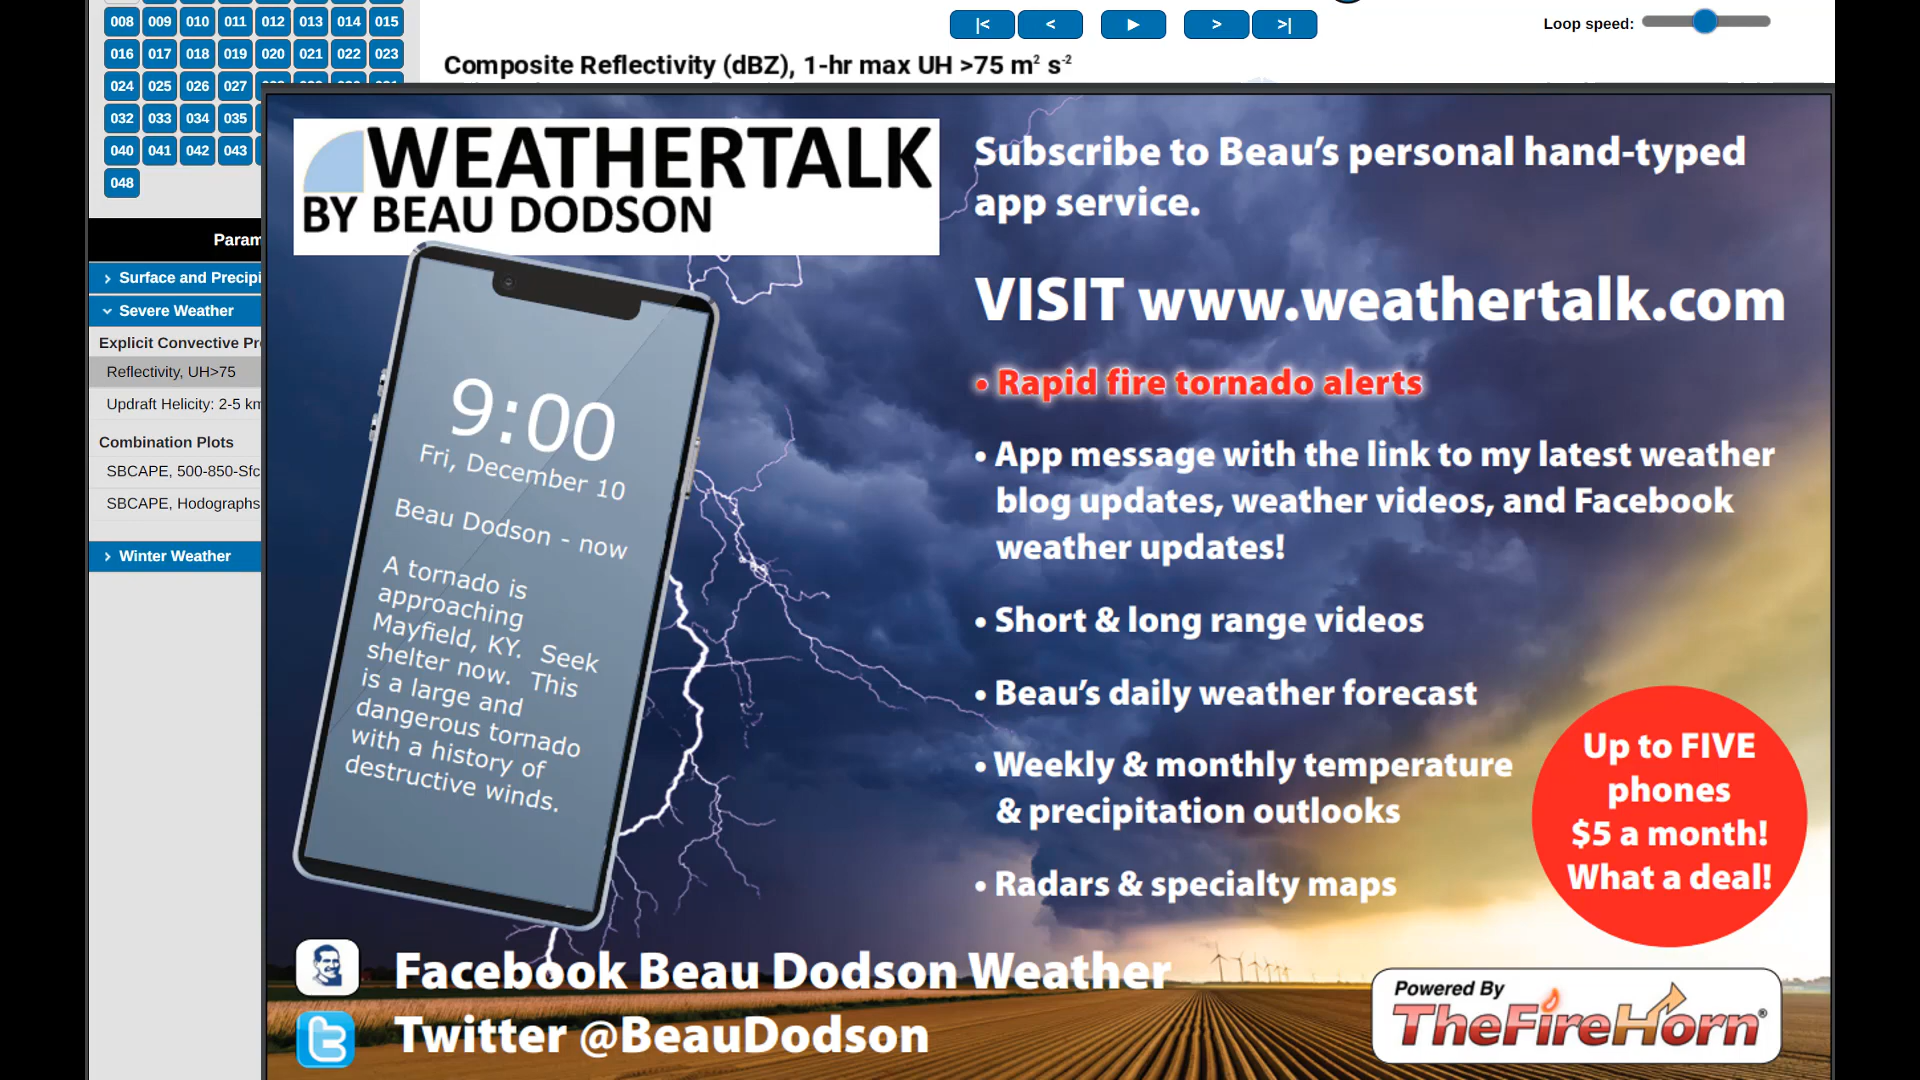 008 009 010 011 012 013 014 015
016 017 018 019 020 021 022 023
024 025 026 027
032 033 034 035
040 041 042 043
048
|< < ▶ > >|
Loop speed:
Composite Reflectivity (dBZ), 1-hr max UH >75 m² s⁻²
Param
Surface and Precipi
Severe Weather
Explicit Convective Pr
Reflectivity, UH>75
Updraft Helicity: 2-5 km
Combination Plots
SBCAPE, 500-850-Sfc
SBCAPE, Hodographs
Winter Weather
WEATHERTALK
BY BEAU DODSON
9:00
Fri, December 10
Beau Dodson - now
A tornado is
approaching
Mayfield, KY. Seek
shelter now. This
is a large and
dangerous tornado
with a history of
destructive winds.
Subscribe to Beau's personal hand-typed
app service.
VISIT www.weathertalk.com
• Rapid fire tornado alerts
• App message with the link to my latest weather
blog updates, weather videos, and Facebook
weather updates!
• Short & long range videos
• Beau's daily weather forecast
• Weekly & monthly temperature
& precipitation outlooks
• Radars & specialty maps
Up to FIVE
phones
$5 a month!
What a deal!
Facebook Beau Dodson Weather
Twitter @BeauDodson
Powered By
TheFireHorn®